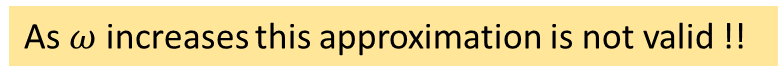 As ω increases this approximation is not valid !!